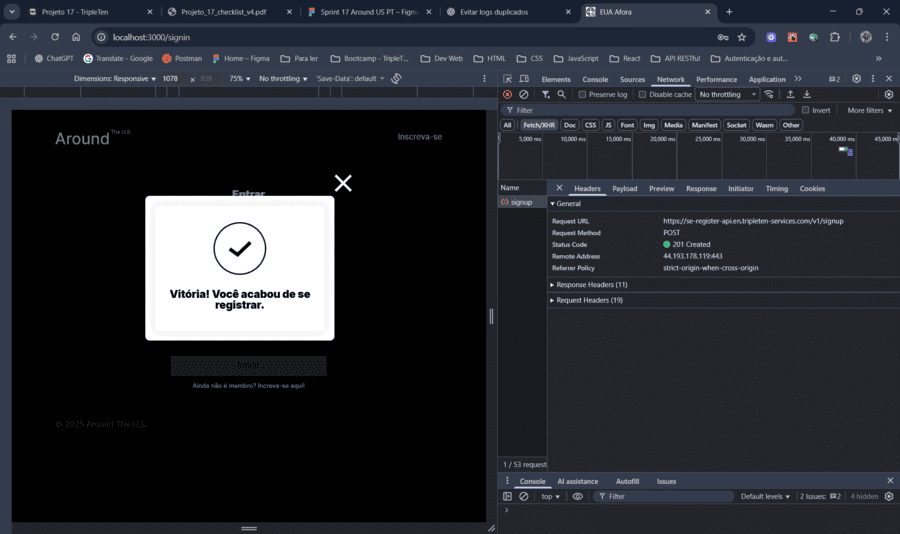 Projeto 17 - TripleTen
Projeto_17_checklist_v4.pdf
Sprint 17 Around US PT – Figm
Evitar logs duplicados
EUA Afora
localhost:3000/signin
ChatGPT
Translate - Google
Postman
Home – Figma
Para ler
Bootcamp - TripleT...
Dev Web
HTML
CSS
JavaScript
React
API RESTful
Autenticação e aut...
Dimensions: Responsive
1078
×
939
75%
No throttling
'Save-Data': default
Elements
Console
Sources
Network
Performance
Application
2
Preserve log
Disable cache
No throttling
Filter
Invert
More filters
All
Fetch/XHR
Doc
CSS
JS
Font
Img
Media
Manifest
Socket
Wasm
Other
5,000 ms
10,000 ms
15,000 ms
20,000 ms
25,000 ms
30,000 ms
35,000 ms
40,000 ms
45,000 ms
Around The U.S.
Inscreva-se
Entrar
Vitória! Você acabou de se
registrar.
Entrar
Ainda não é membro? Increva-se aqui!
© 2025 Around The U.S.
Name
Headers
Payload
Preview
Response
Initiator
Timing
Cookies
signup
General
Request URL
https://se-register-api.en.tripleten-services.com/v1/signup
Request Method
POST
Status Code
201 Created
Remote Address
44.193.178.119:443
Referrer Policy
strict-origin-when-cross-origin
Response Headers (11)
Request Headers (19)
1 / 53 request
Console
AI assistance
Autofill
Issues
top
Filter
Default levels
2 Issues:
2
4 hidden